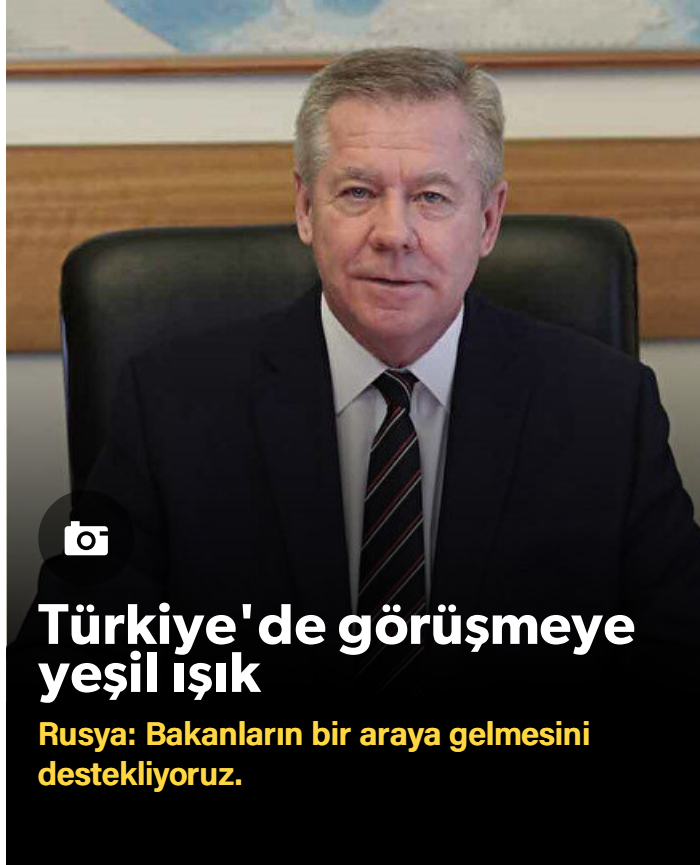 Türkiye'de görüşmeye
yeşil ışık
Rusya: Bakanların bir araya gelmesini
destekliyoruz.